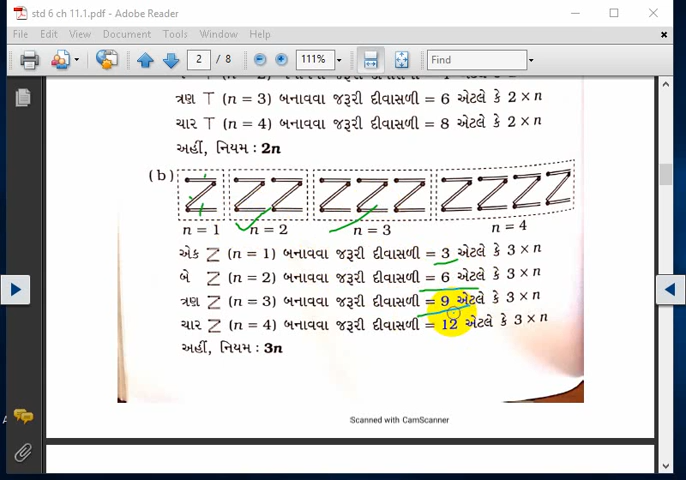 std 6 ch 11.1.pdf - Adobe Reader
File Edit View Document Tools Window Help
2 / 8 111% Find
ત્રણ T (n = 3) બનાવવા જરૂરી દીવાસળી = 6 એટલે કે 2 × n
ચાર T (n = 4) બનાવવા જરૂરી દીવાસળી = 8 એટલે કે 2 × n
અહીં, નિયમ : 2n
(b)
n = 1 n = 2 n = 3 n = 4
એક Z (n = 1) બનાવવા જરૂરી દીવાસળી = 3 એટલે કે 3 × n
બે Z (n = 2) બનાવવા જરૂરી દીવાસળી = 6 એટલે કે 3 × n
ત્રણ Z (n = 3) બનાવવા જરૂરી દીવાસળી = 9 એટલે કે 3 × n
ચાર Z (n = 4) બનાવવા જરૂરી દીવાસળી = 12 એટલે કે 3 × n
અહીં, નિયમ : 3n
Scanned with CamScanner